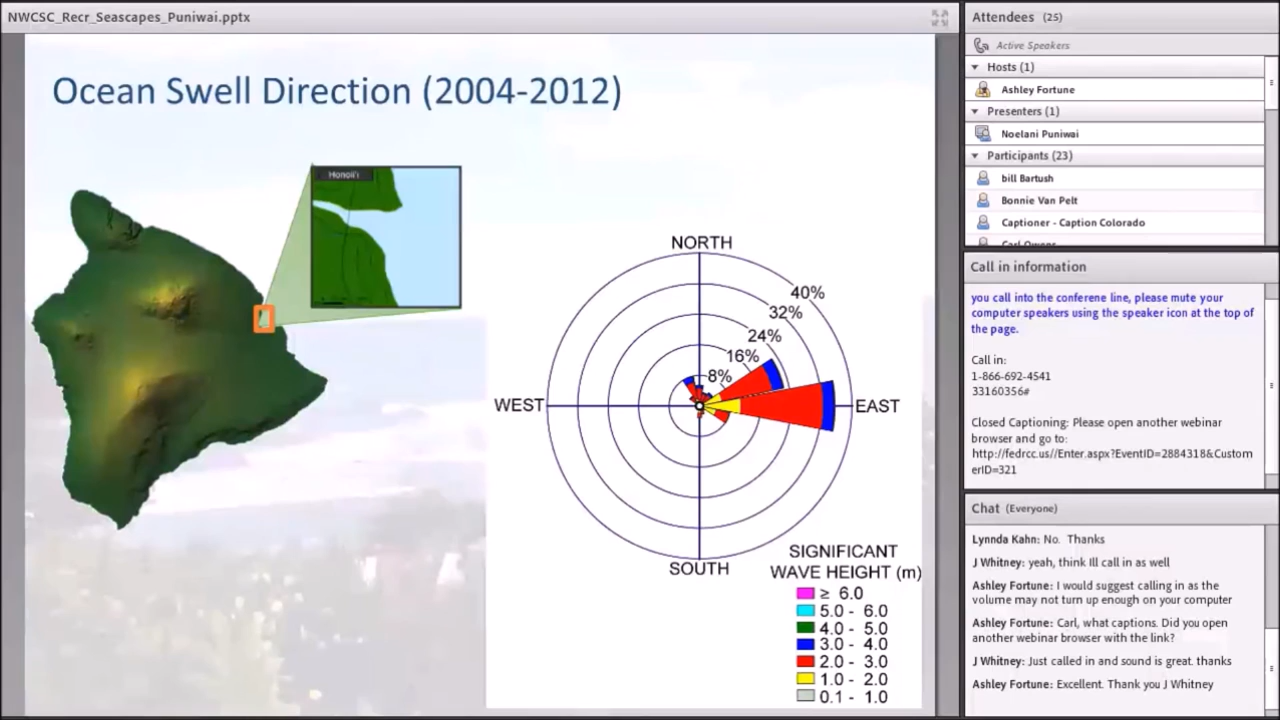 NWCSC_Recr_Seascapes_Puniwai.pptx
Ocean Swell Direction (2004-2012)
Honoli'i
NORTH
40%
32%
24%
16%
8%
WEST
EAST
SOUTH
SIGNIFICANT
WAVE HEIGHT (m)
≥ 6.0
5.0 - 6.0
4.0 - 5.0
3.0 - 4.0
2.0 - 3.0
1.0 - 2.0
0.1 - 1.0
Attendees (25)
Active Speakers
Hosts (1)
Ashley Fortune
Presenters (1)
Noelani Puniwai
Participants (23)
bill Bartush
Bonnie Van Pelt
Captioner - Caption Colorado
Carl Owens
Call in information
you call into the conferene line, please mute your
computer speakers using the speaker icon at the top of
the page.
Call in:
1-866-692-4541
33160356#
Closed Captioning: Please open another webinar
browser and go to:
http://fedrcc.us//Enter.aspx?EventID=2884318&Custom
erID=321
Chat (Everyone)
Lynnda Kahn: No. Thanks
J Whitney: yeah, think Ill call in as well
Ashley Fortune: I would suggest calling in as the
volume may not turn up enough on your computer
Ashley Fortune: Carl, what captions. Did you open
another webinar browser with the link?
J Whitney: Just called in and sound is great. thanks
Ashley Fortune: Excellent. Thank you J Whitney